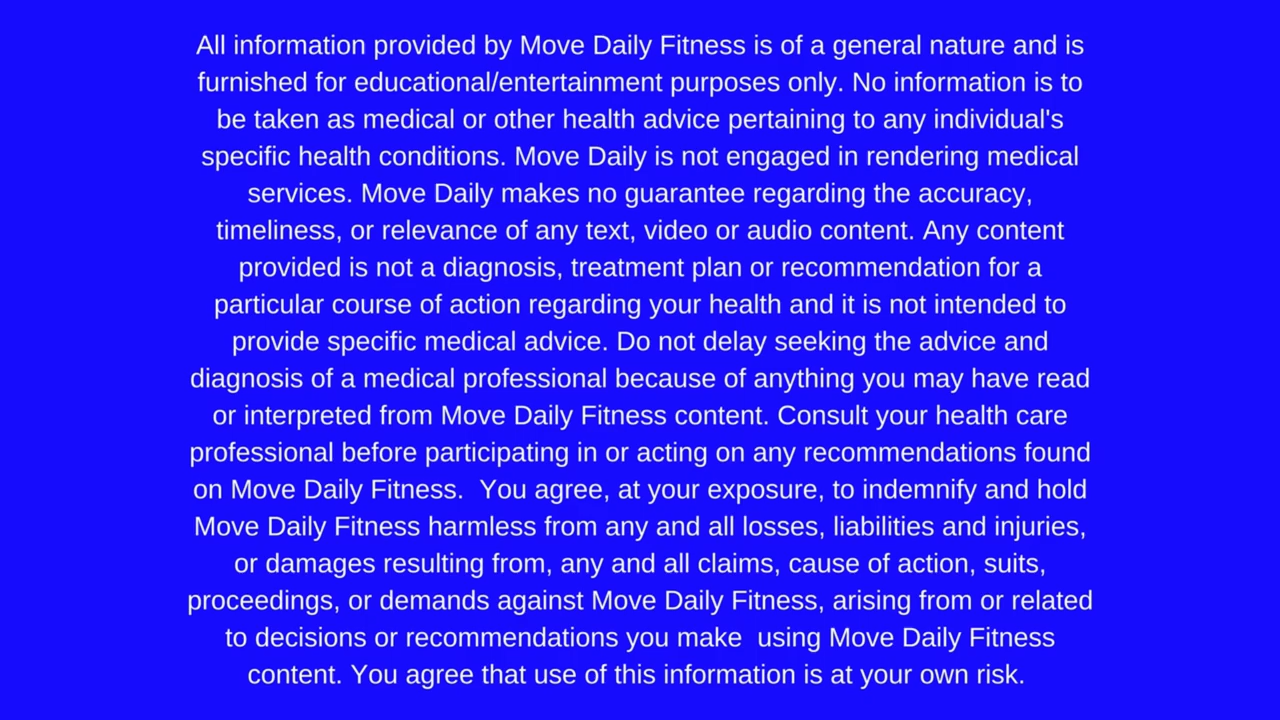 All information provided by Move Daily Fitness is of a general nature and is
furnished for educational/entertainment purposes only. No information is to
be taken as medical or other health advice pertaining to any individual's
specific health conditions. Move Daily is not engaged in rendering medical
services. Move Daily makes no guarantee regarding the accuracy,
timeliness, or relevance of any text, video or audio content. Any content
provided is not a diagnosis, treatment plan or recommendation for a
particular course of action regarding your health and it is not intended to
provide specific medical advice. Do not delay seeking the advice and
diagnosis of a medical professional because of anything you may have read
or interpreted from Move Daily Fitness content. Consult your health care
professional before participating in or acting on any recommendations found
on Move Daily Fitness.  You agree, at your exposure, to indemnify and hold
Move Daily Fitness harmless from any and all losses, liabilities and injuries,
or damages resulting from, any and all claims, cause of action, suits,
proceedings, or demands against Move Daily Fitness, arising from or related
to decisions or recommendations you make  using Move Daily Fitness
content. You agree that use of this information is at your own risk.